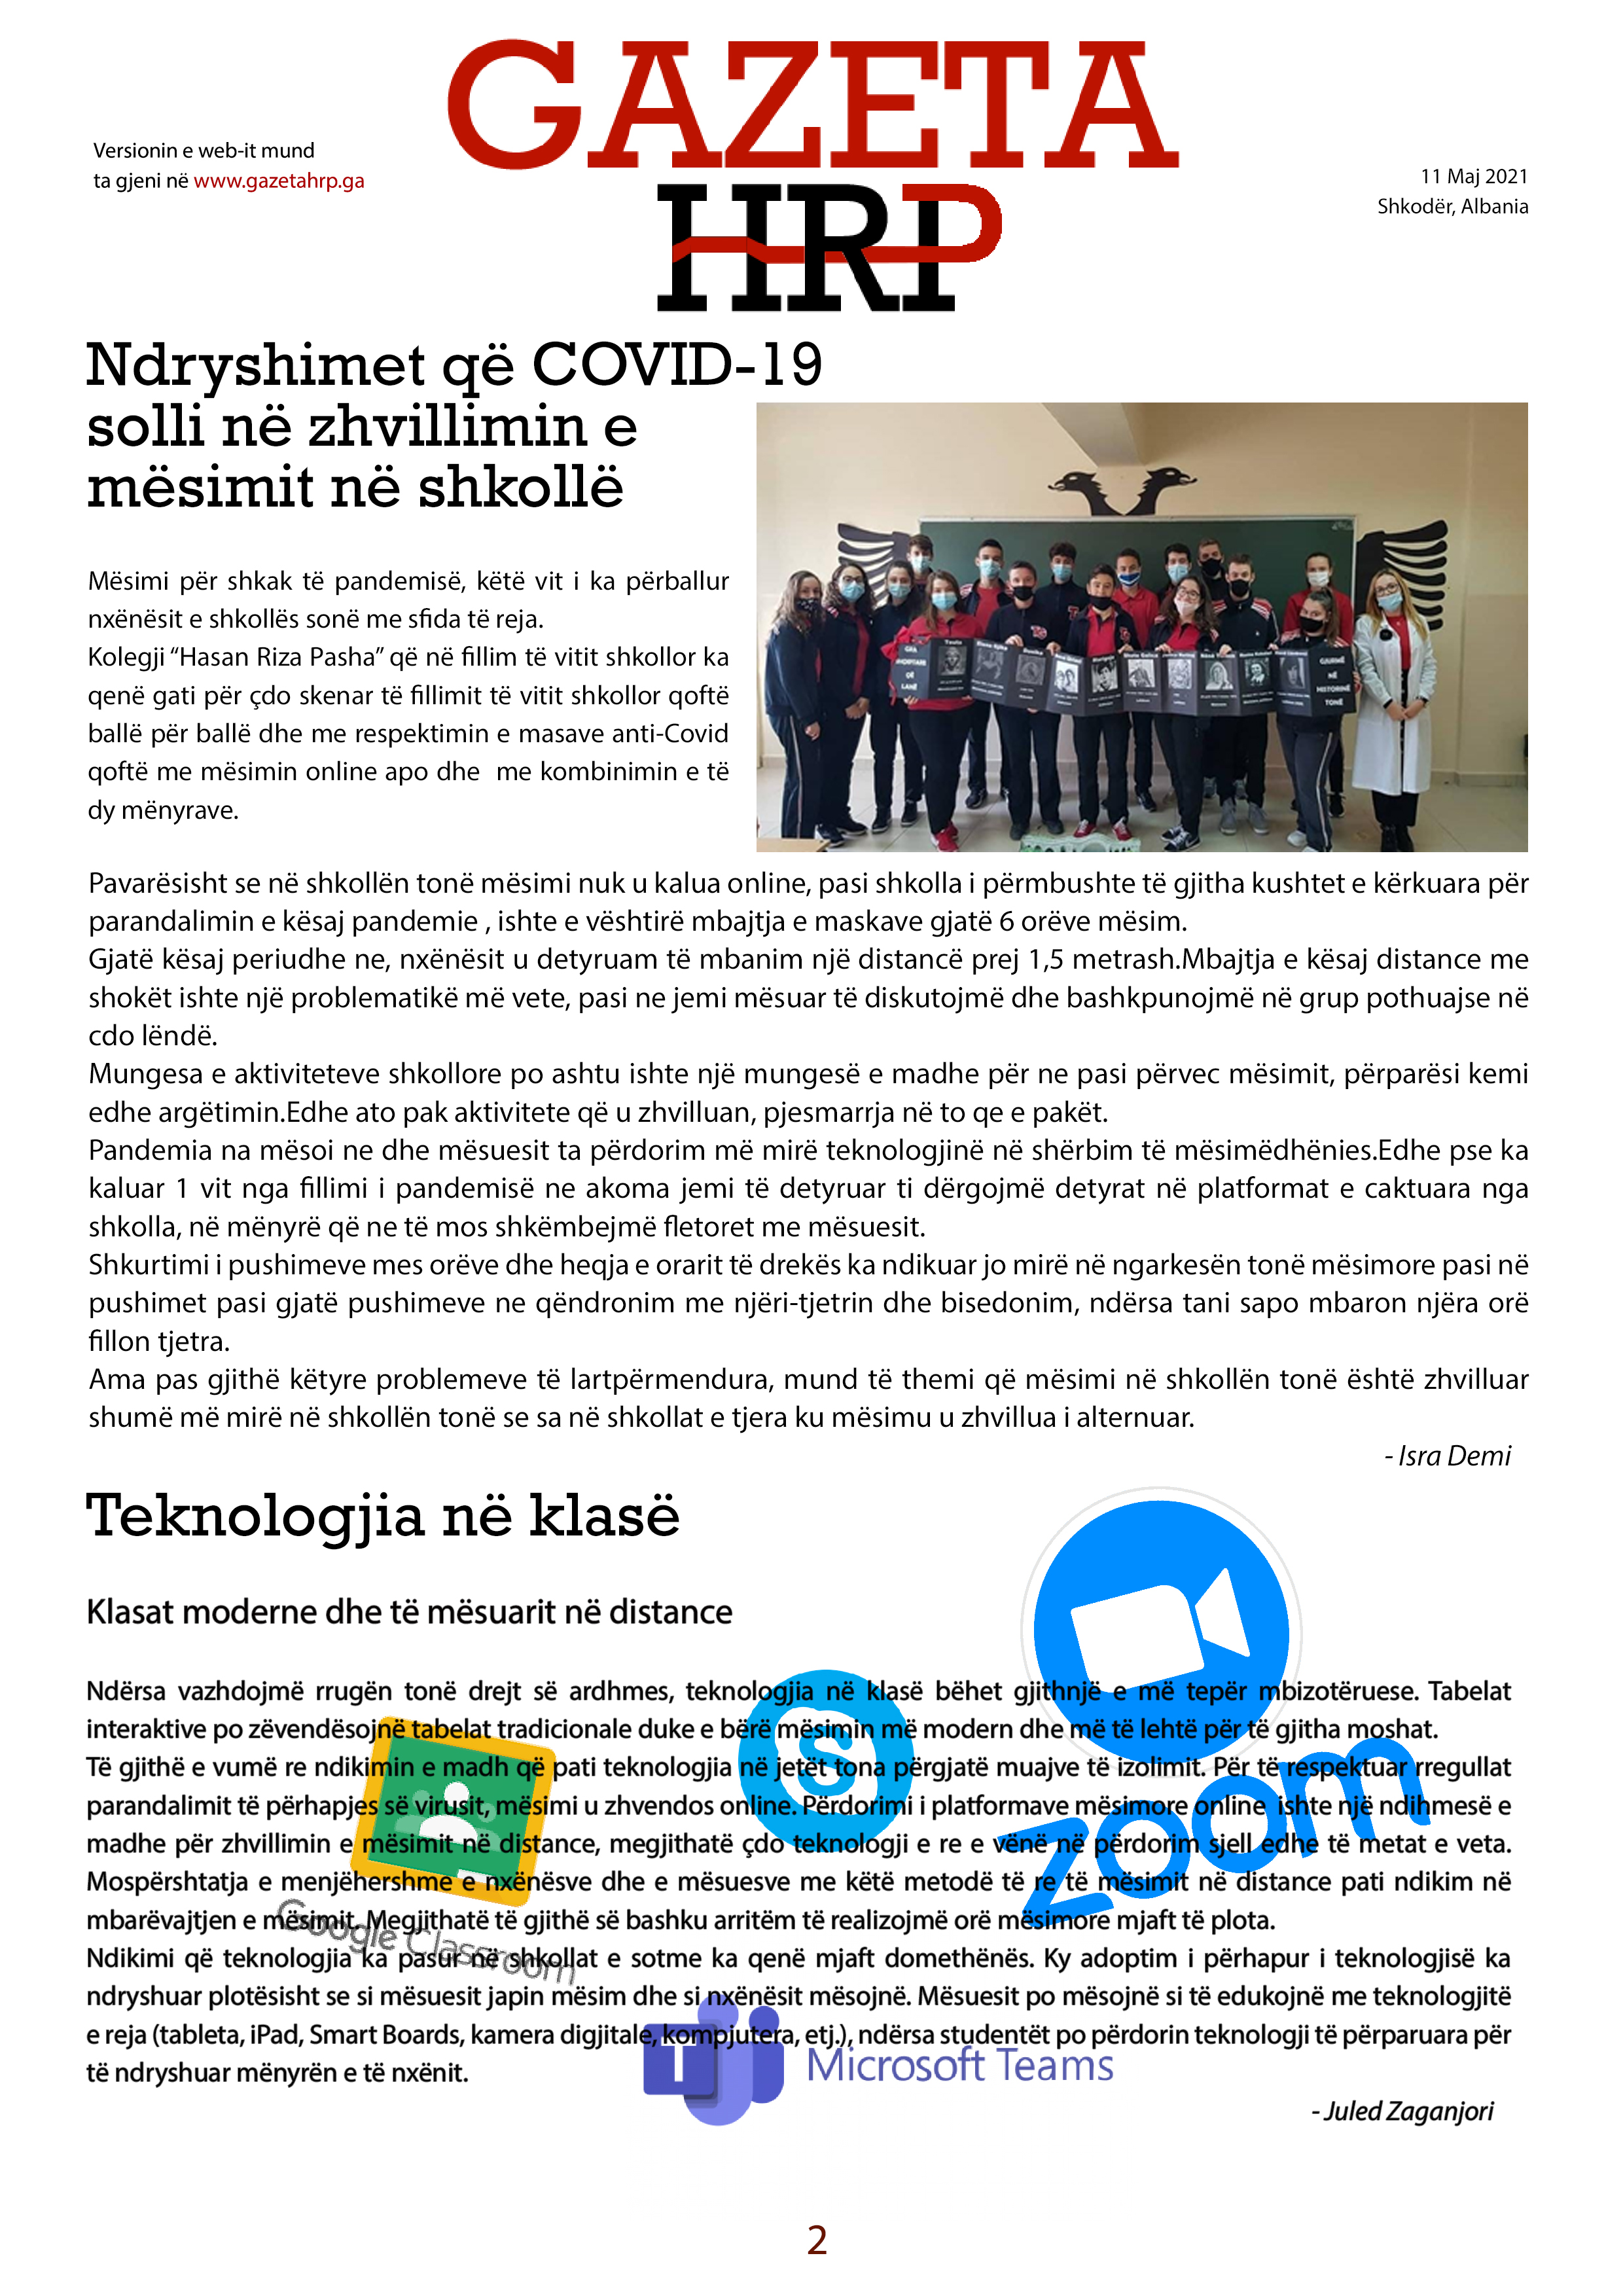 GAZETA
HRP
Versionin e web-it mund
ta gjeni në www.gazetahrp.ga
11 Maj 2021
Shkodër, Albania
Ndryshimet që COVID-19
solli në zhvillimin e
mësimit në shkollë
Mësimi për shkak të pandemisë, këtë vit i ka përballur
nxënësit e shkollës sonë me sfida të reja.
Kolegji “Hasan Riza Pasha” që në fillim të vitit shkollor ka
qenë gati për çdo skenar të fillimit të vitit shkollor qoftë
ballë për ballë dhe me respektimin e masave anti-Covid
qoftë me mësimin online apo dhe  me kombinimin e të
dy mënyrave.
GRA
SHQIPTARE
QË
LANË
GJURMË
NË
HISTORINË
TONË
Pavarësisht se në shkollën tonë mësimi nuk u kalua online, pasi shkolla i përmbushte të gjitha kushtet e kërkuara për
parandalimin e kësaj pandemie , ishte e vështirë mbajtja e maskave gjatë 6 orëve mësim.
Gjatë kësaj periudhe ne, nxënësit u detyruam të mbanim një distancë prej 1,5 metrash.Mbajtja e kësaj distance me
shokët ishte një problematikë më vete, pasi ne jemi mësuar të diskutojmë dhe bashkpunojmë në grup pothuajse në
cdo lëndë.
Mungesa e aktiviteteve shkollore po ashtu ishte një mungesë e madhe për ne pasi përvec mësimit, përparësi kemi
edhe argëtimin.Edhe ato pak aktivitete që u zhvilluan, pjesmarrja në to qe e pakët.
Pandemia na mësoi ne dhe mësuesit ta përdorim më mirë teknologjinë në shërbim të mësimëdhënies.Edhe pse ka
kaluar 1 vit nga fillimi i pandemisë ne akoma jemi të detyruar ti dërgojmë detyrat në platformat e caktuara nga
shkolla, në mënyrë që ne të mos shkëmbejmë fletoret me mësuesit.
Shkurtimi i pushimeve mes orëve dhe heqja e orarit të drekës ka ndikuar jo mirë në ngarkesën tonë mësimore pasi në
pushimet pasi gjatë pushimeve ne qëndronim me njëri-tjetrin dhe bisedonim, ndërsa tani sapo mbaron njëra orë
fillon tjetra.
Ama pas gjithë këtyre problemeve të lartpërmendura, mund të themi që mësimi në shkollën tonë është zhvilluar
shumë më mirë në shkollën tonë se sa në shkollat e tjera ku mësimu u zhvillua i alternuar.
- Isra Demi
Teknologjia në klasë
Klasat moderne dhe të mësuarit në distance
Ndërsa vazhdojmë rrugën tonë drejt së ardhmes, teknologjia në klasë bëhet gjithnjë e më tepër mbizotëruese. Tabelat
interaktive po zëvendësojnë tabelat tradicionale duke e bërë mësimin më modern dhe më të lehtë për të gjitha moshat.
Të gjithë e vumë re ndikimin e madh që pati teknologjia në jetët tona përgjatë muajve të izolimit. Për të respektuar rregullat
parandalimit të përhapjes së virusit, mësimi u zhvendos online. Përdorimi i platformave mësimore online  ishte një ndihmesë e
madhe për zhvillimin e mësimit në distance, megjithatë çdo teknologji e re e vënë në përdorim sjell edhe të metat e veta.
Mospërshtatja e menjëhershme e nxënësve dhe e mësuesve me këtë metodë të re të mësimit në distance pati ndikim në
mbarëvajtjen e mësimit. Megjithatë të gjithë së bashku arritëm të realizojmë orë mësimore mjaft të plota.
Ndikimi që teknologjia ka pasur në shkollat e sotme ka qenë mjaft domethënës. Ky adoptim i përhapur i teknologjisë ka
ndryshuar plotësisht se si mësuesit japin mësim dhe si nxënësit mësojnë. Mësuesit po mësojnë si të edukojnë me teknologjitë
e reja (tableta, iPad, Smart Boards, kamera digjitale, kompjutera, etj.), ndërsa studentët po përdorin teknologji të përparuara për
të ndryshuar mënyrën e të nxënit.
zoom
S
Google Classroom
T
Microsoft Teams
- Juled Zaganjori
2